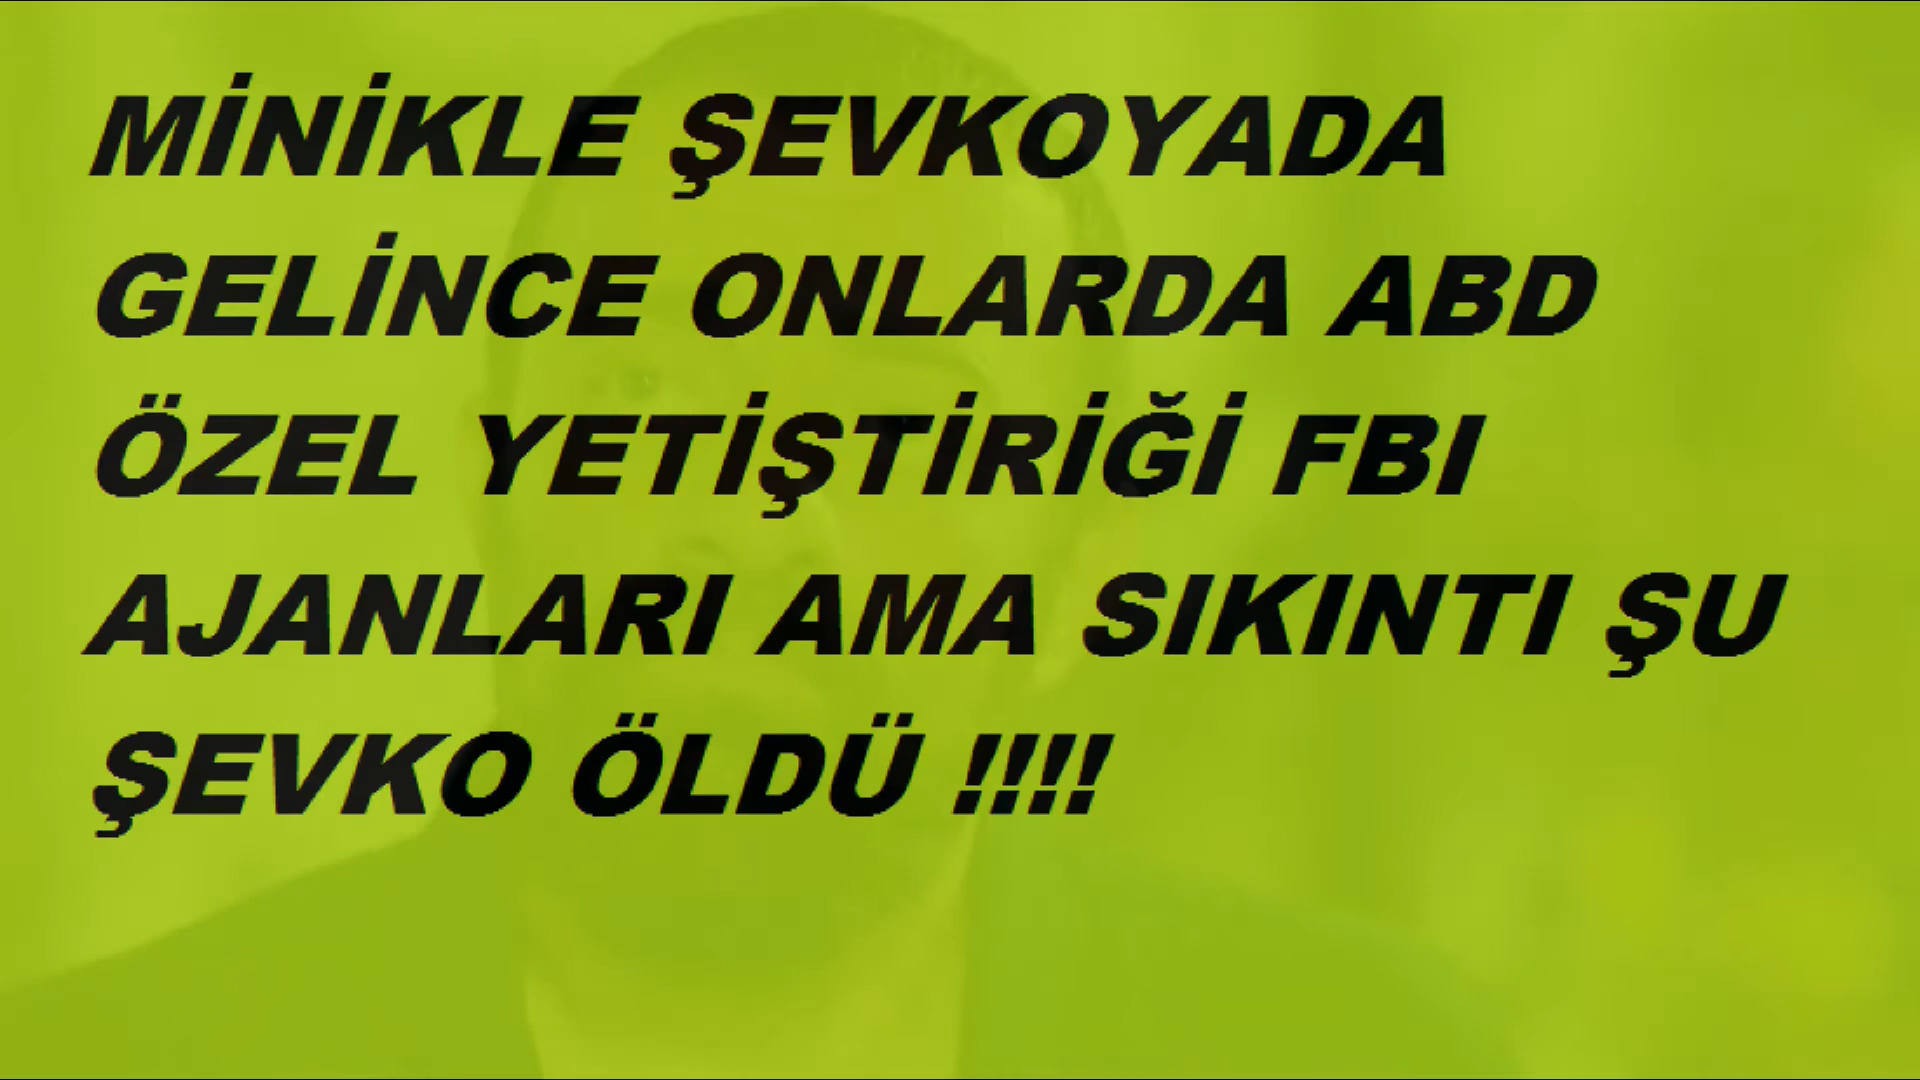 MİNİKLE ŞEVKOYADA
GELİNCE ONLARDA ABD
ÖZEL YETİŞTİRİĞİ FBI
AJANLARI AMA SIKINTI ŞU
ŞEVKO ÖLDÜ !!!!